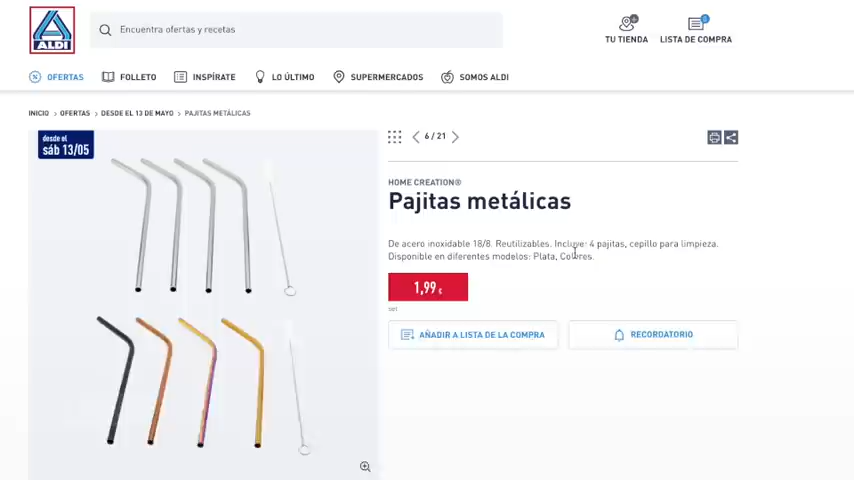 ALDI
Encuentra ofertas y recetas
TU TIENDA
LISTA DE COMPRA
OFERTAS
FOLLETO
INSPÍRATE
LO ÚLTIMO
SUPERMERCADOS
SOMOS ALDI
INICIO > OFERTAS > DESDE EL 13 DE MAYO > PAJITAS METÁLICAS
desde el
sáb 13/05
6 / 21
HOME CREATION®
Pajitas metálicas
De acero inoxidable 18/8. Reutilizables. Incluye: 4 pajitas, cepillo para limpieza.
Disponible en diferentes modelos: Plata, Colores.
1,99 €
set
AÑADIR A LISTA DE LA COMPRA
RECORDATORIO